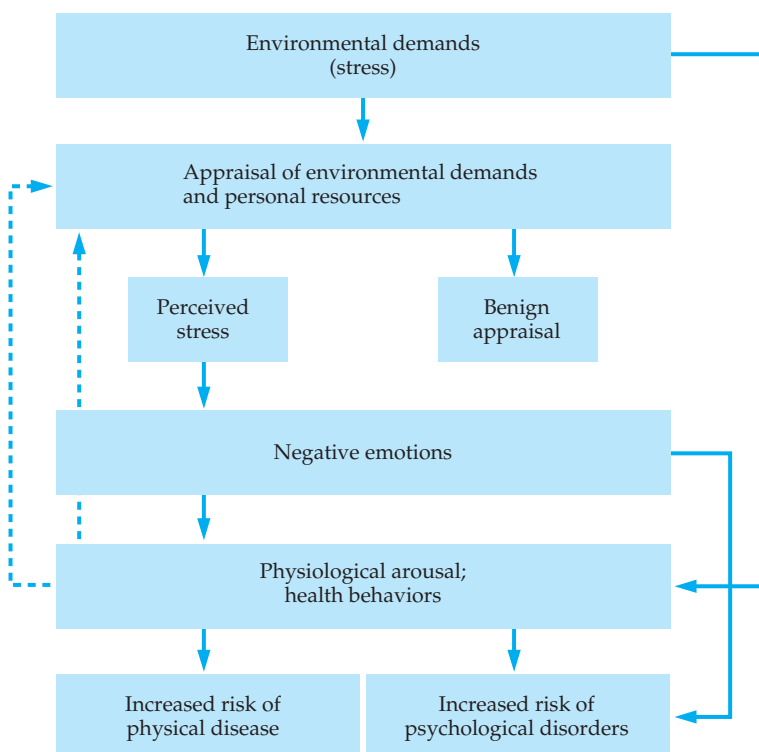 Environmental demands
(stress)
Appraisal of environmental demands
and personal resources
Perceived
stress
Benign
appraisal
Negative emotions
Physiological arousal;
health behaviors
Increased risk of
physical disease
Increased risk of
psychological disorders